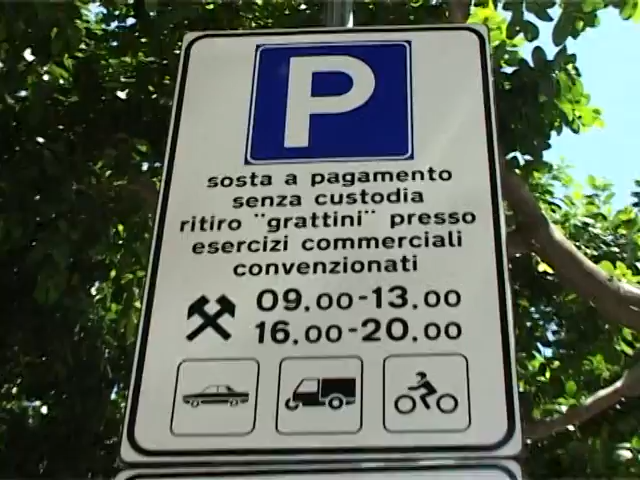 P
sosta a pagamento
senza custodia
ritiro "grattini" presso
esercizi commerciali
convenzionati
09.00-13.00
16.00-20.00